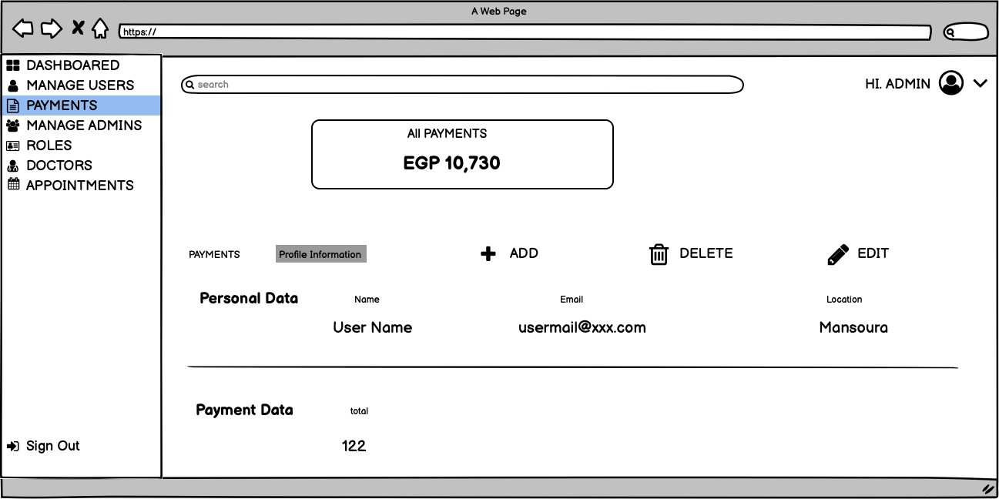 A Web Page
https://
DASHBOARED
MANAGE USERS
PAYMENTS
MANAGE ADMINS
ROLES
DOCTORS
APPOINTMENTS
Sign Out
search
HI. ADMIN
All PAYMENTS
EGP 10,730
PAYMENTS Profile Information ADD DELETE EDIT
Personal Data Name Email Location
User Name usermail@xxx.com Mansoura
Payment Data total
122